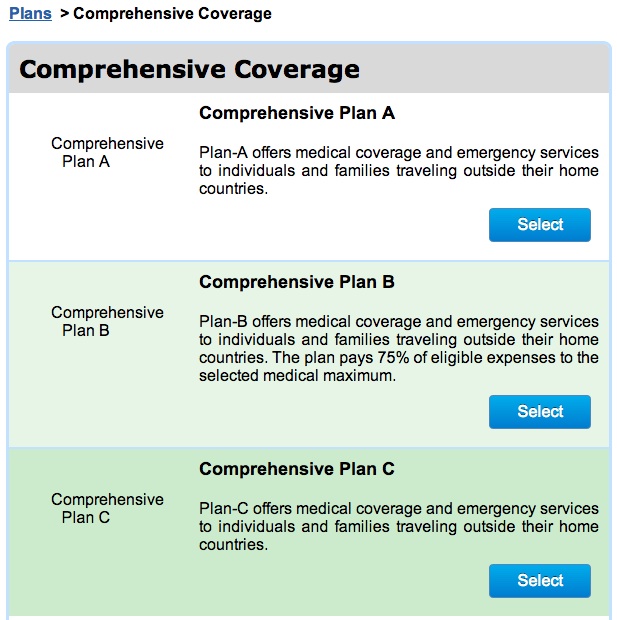 Plans > Comprehensive Coverage
Comprehensive Coverage
Comprehensive
Plan A
Comprehensive Plan A
Plan-A offers medical coverage and emergency services
to individuals and families traveling outside their home
countries.
Select
Comprehensive
Plan B
Comprehensive Plan B
Plan-B offers medical coverage and emergency services
to individuals and families traveling outside their home
countries. The plan pays 75% of eligible expenses to the
selected medical maximum.
Select
Comprehensive
Plan C
Comprehensive Plan C
Plan-C offers medical coverage and emergency services
to individuals and families traveling outside their home
countries.
Select